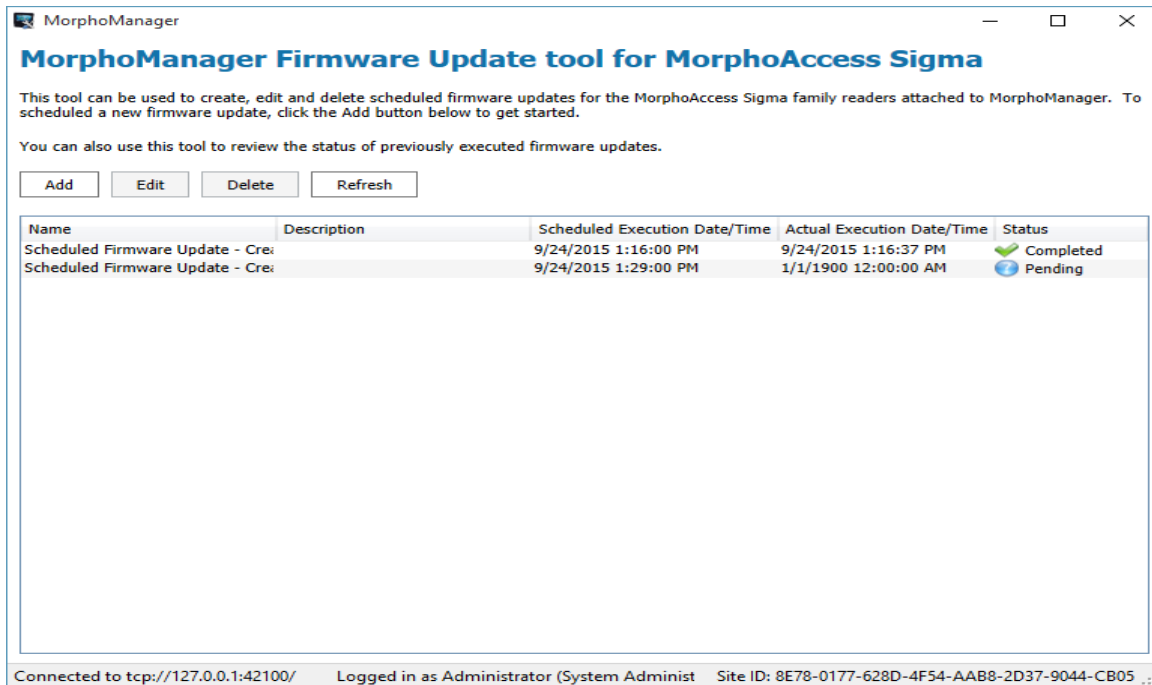 MorphoManager
MorphoManager Firmware Update tool for MorphoAccess Sigma
This tool can be used to create, edit and delete scheduled firmware updates for the MorphoAccess Sigma family readers attached to MorphoManager. To
scheduled a new firmware update, click the Add button below to get started.
You can also use this tool to review the status of previously executed firmware updates.
Add Edit Delete Refresh
Name Description Scheduled Execution Date/Time Actual Execution Date/Time Status
Scheduled Firmware Update - Crea 9/24/2015 1:16:00 PM 9/24/2015 1:16:37 PM Completed
Scheduled Firmware Update - Crea 9/24/2015 1:29:00 PM 1/1/1900 12:00:00 AM Pending
Connected to tcp://127.0.0.1:42100/ Logged in as Administrator (System Administ Site ID: 8E78-0177-628D-4F54-AAB8-2D37-9044-CB05